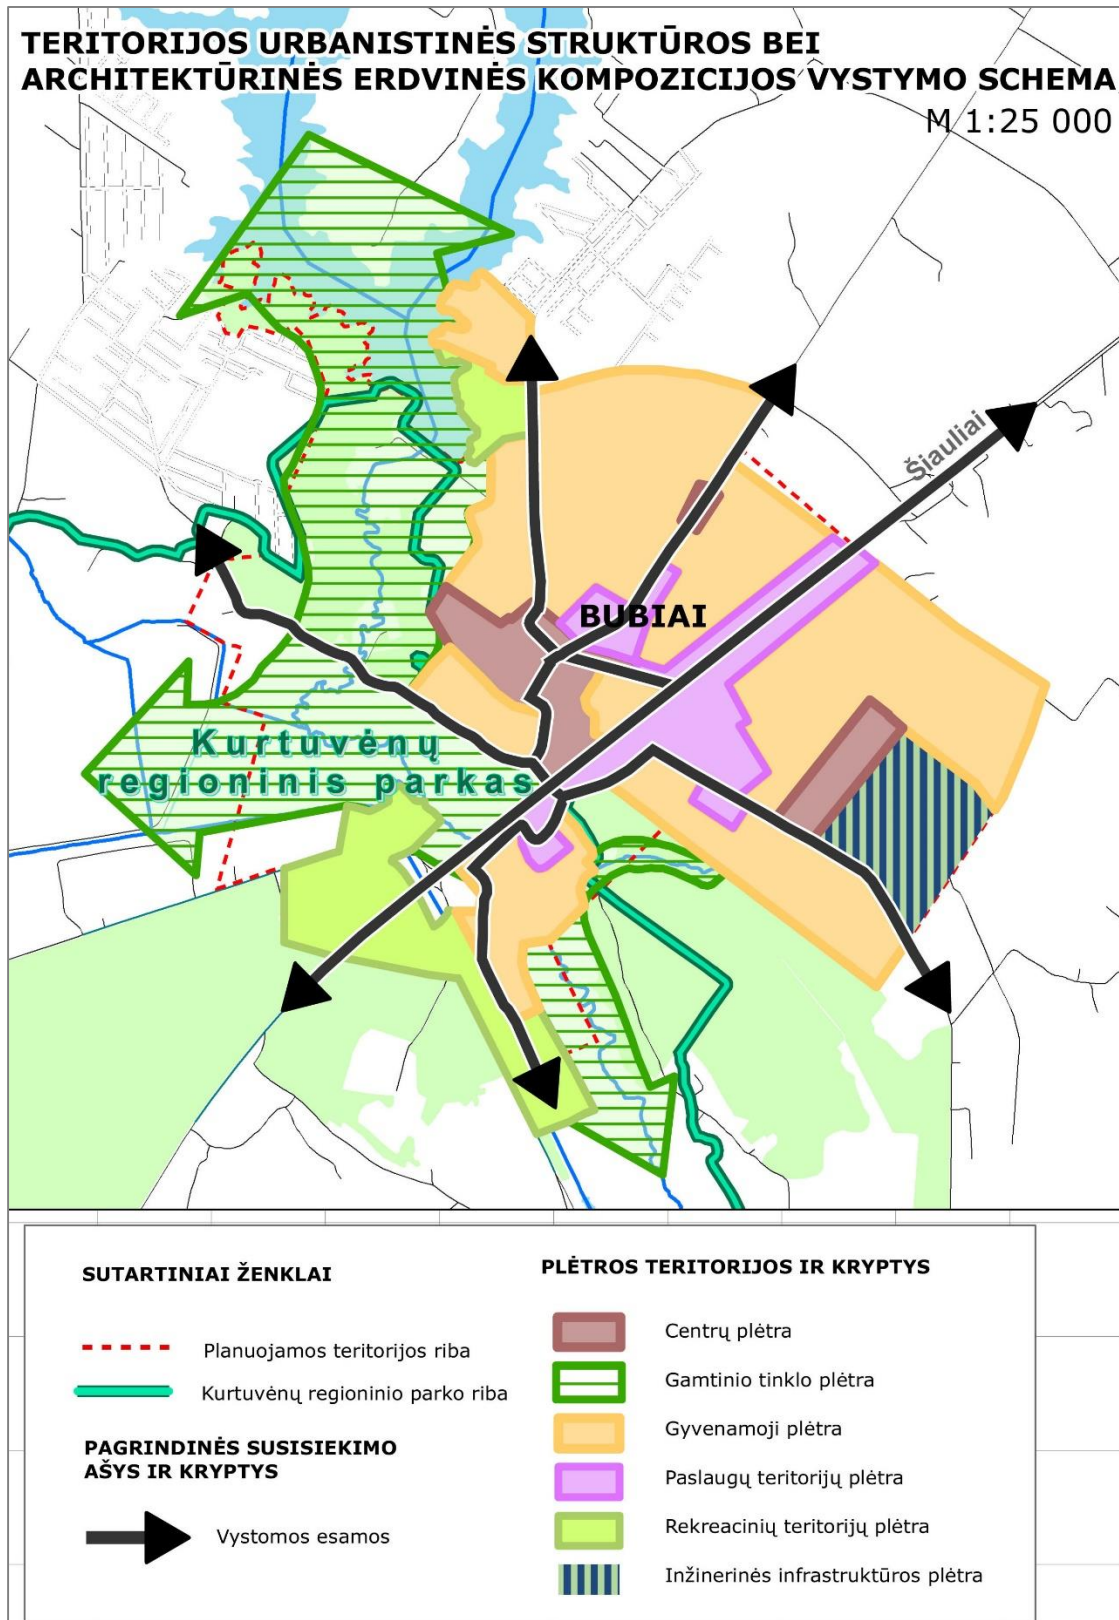 TERITORIJOS URBANISTINĖS STRUKTŪROS BEI
ARCHITEKTŪRINĖS ERDVINĖS KOMPOZICIJOS VYSTYMO SCHEMA
M 1:25 000
Šiauliai
BUBIAI
Kurtuvėnų
regioninis parkas
SUTARTINIAI ŽENKLAI
Planuojamos teritorijos riba
Kurtuvėnų regioninio parko riba
PAGRINDINĖS SUSISIEKIMO
AŠYS IR KRYPTYS
Vystomos esamos
PLĖTROS TERITORIJOS IR KRYPTYS
Centrų plėtra
Gamtinio tinklo plėtra
Gyvenamoji plėtra
Paslaugų teritorijų plėtra
Rekreacinių teritorijų plėtra
Inžinerinės infrastruktūros plėtra